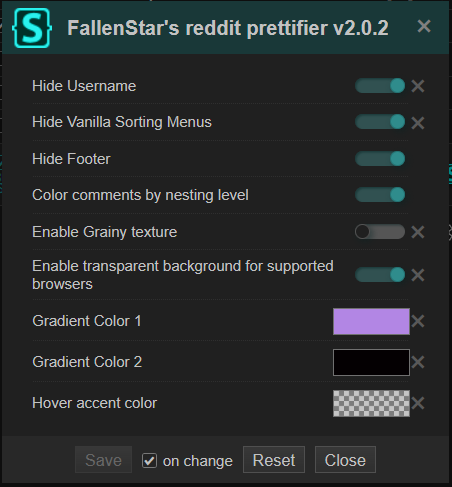 S FallenStar's reddit prettifier v2.0.2 ×
Hide Username ×
Hide Vanilla Sorting Menus ×
Hide Footer
Color comments by nesting level
Enable Grainy texture ×
Enable transparent background for supported
browsers ×
Gradient Color 1 ×
Gradient Color 2 ×
Hover accent color ×
Save on change Reset Close